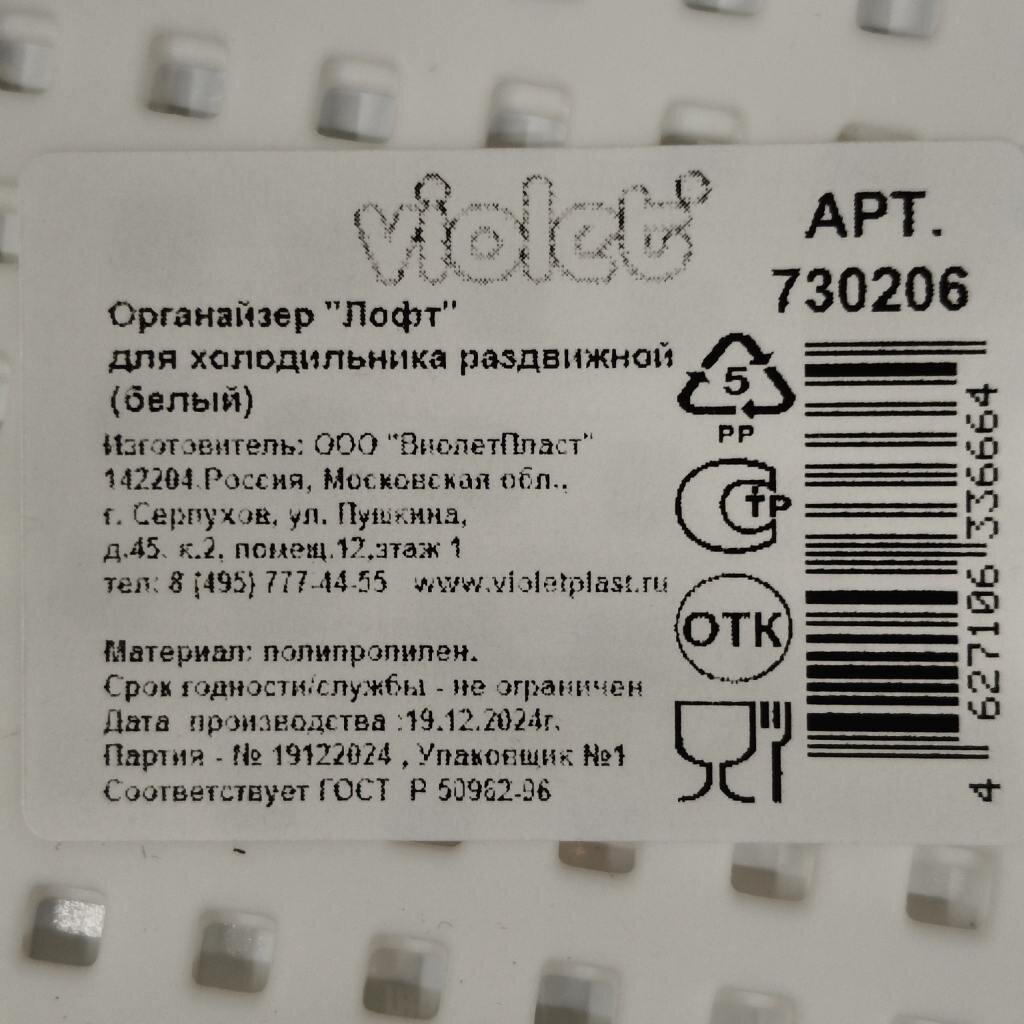 violet
АРТ.
730206
Органайзер "Лофт"
для холодильника раздвижной
(белый)
Изготовитель: ООО "ВиолетПласт"
142204.Россия, Московская обл.,
г. Серпухов, ул. Пушкина,
д.45. к.2, помещ.12,этаж 1
тел: 8 (495) 777-44-55 www.violetplast.ru
Материал: полипропилен.
Срок годности/службы - не ограничен
Дата производства :19.12.2024г.
Партия - № 19122024 , Упаковщик №1
Соответствует ГОСТ Р 50962-96
5
PP
СТР
ОТК
4 627106 336664